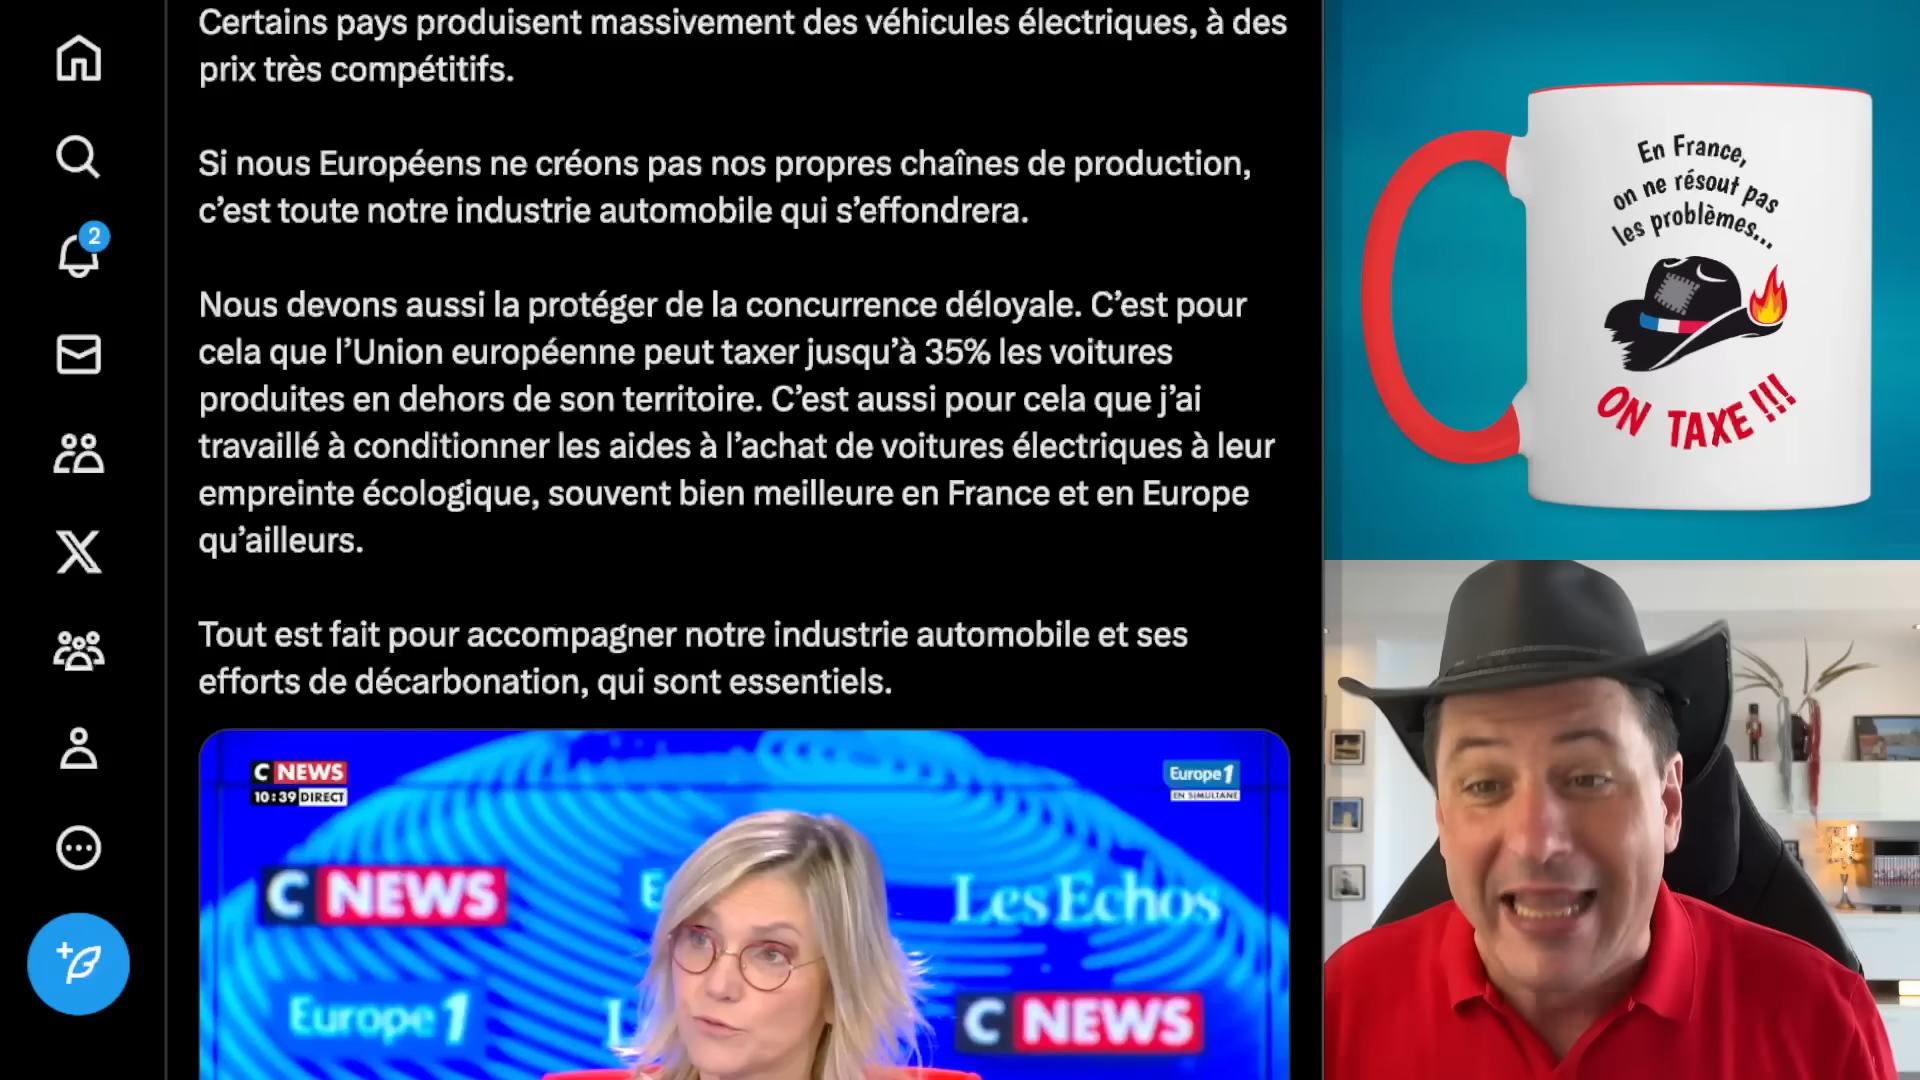 Certains pays produisent massivement des véhicules électriques, à des
prix très compétitifs.
Si nous Européens ne créons pas nos propres chaînes de production,
c’est toute notre industrie automobile qui s’effondrera.
Nous devons aussi la protéger de la concurrence déloyale. C’est pour
cela que l’Union européenne peut taxer jusqu’à 35% les voitures
produites en dehors de son territoire. C’est aussi pour cela que j’ai
travaillé à conditionner les aides à l’achat de voitures électriques à leur
empreinte écologique, souvent bien meilleure en France et en Europe
qu’ailleurs.
Tout est fait pour accompagner notre industrie automobile et ses
efforts de décarbonation, qui sont essentiels.
2
C NEWS
10:39 DIRECT
Europe 1
EN SIMULTANÉ
C NEWS
Les Echos
Europe 1
C NEWS
En France,
on ne résout pas
les problèmes...
ON TAXE !!!